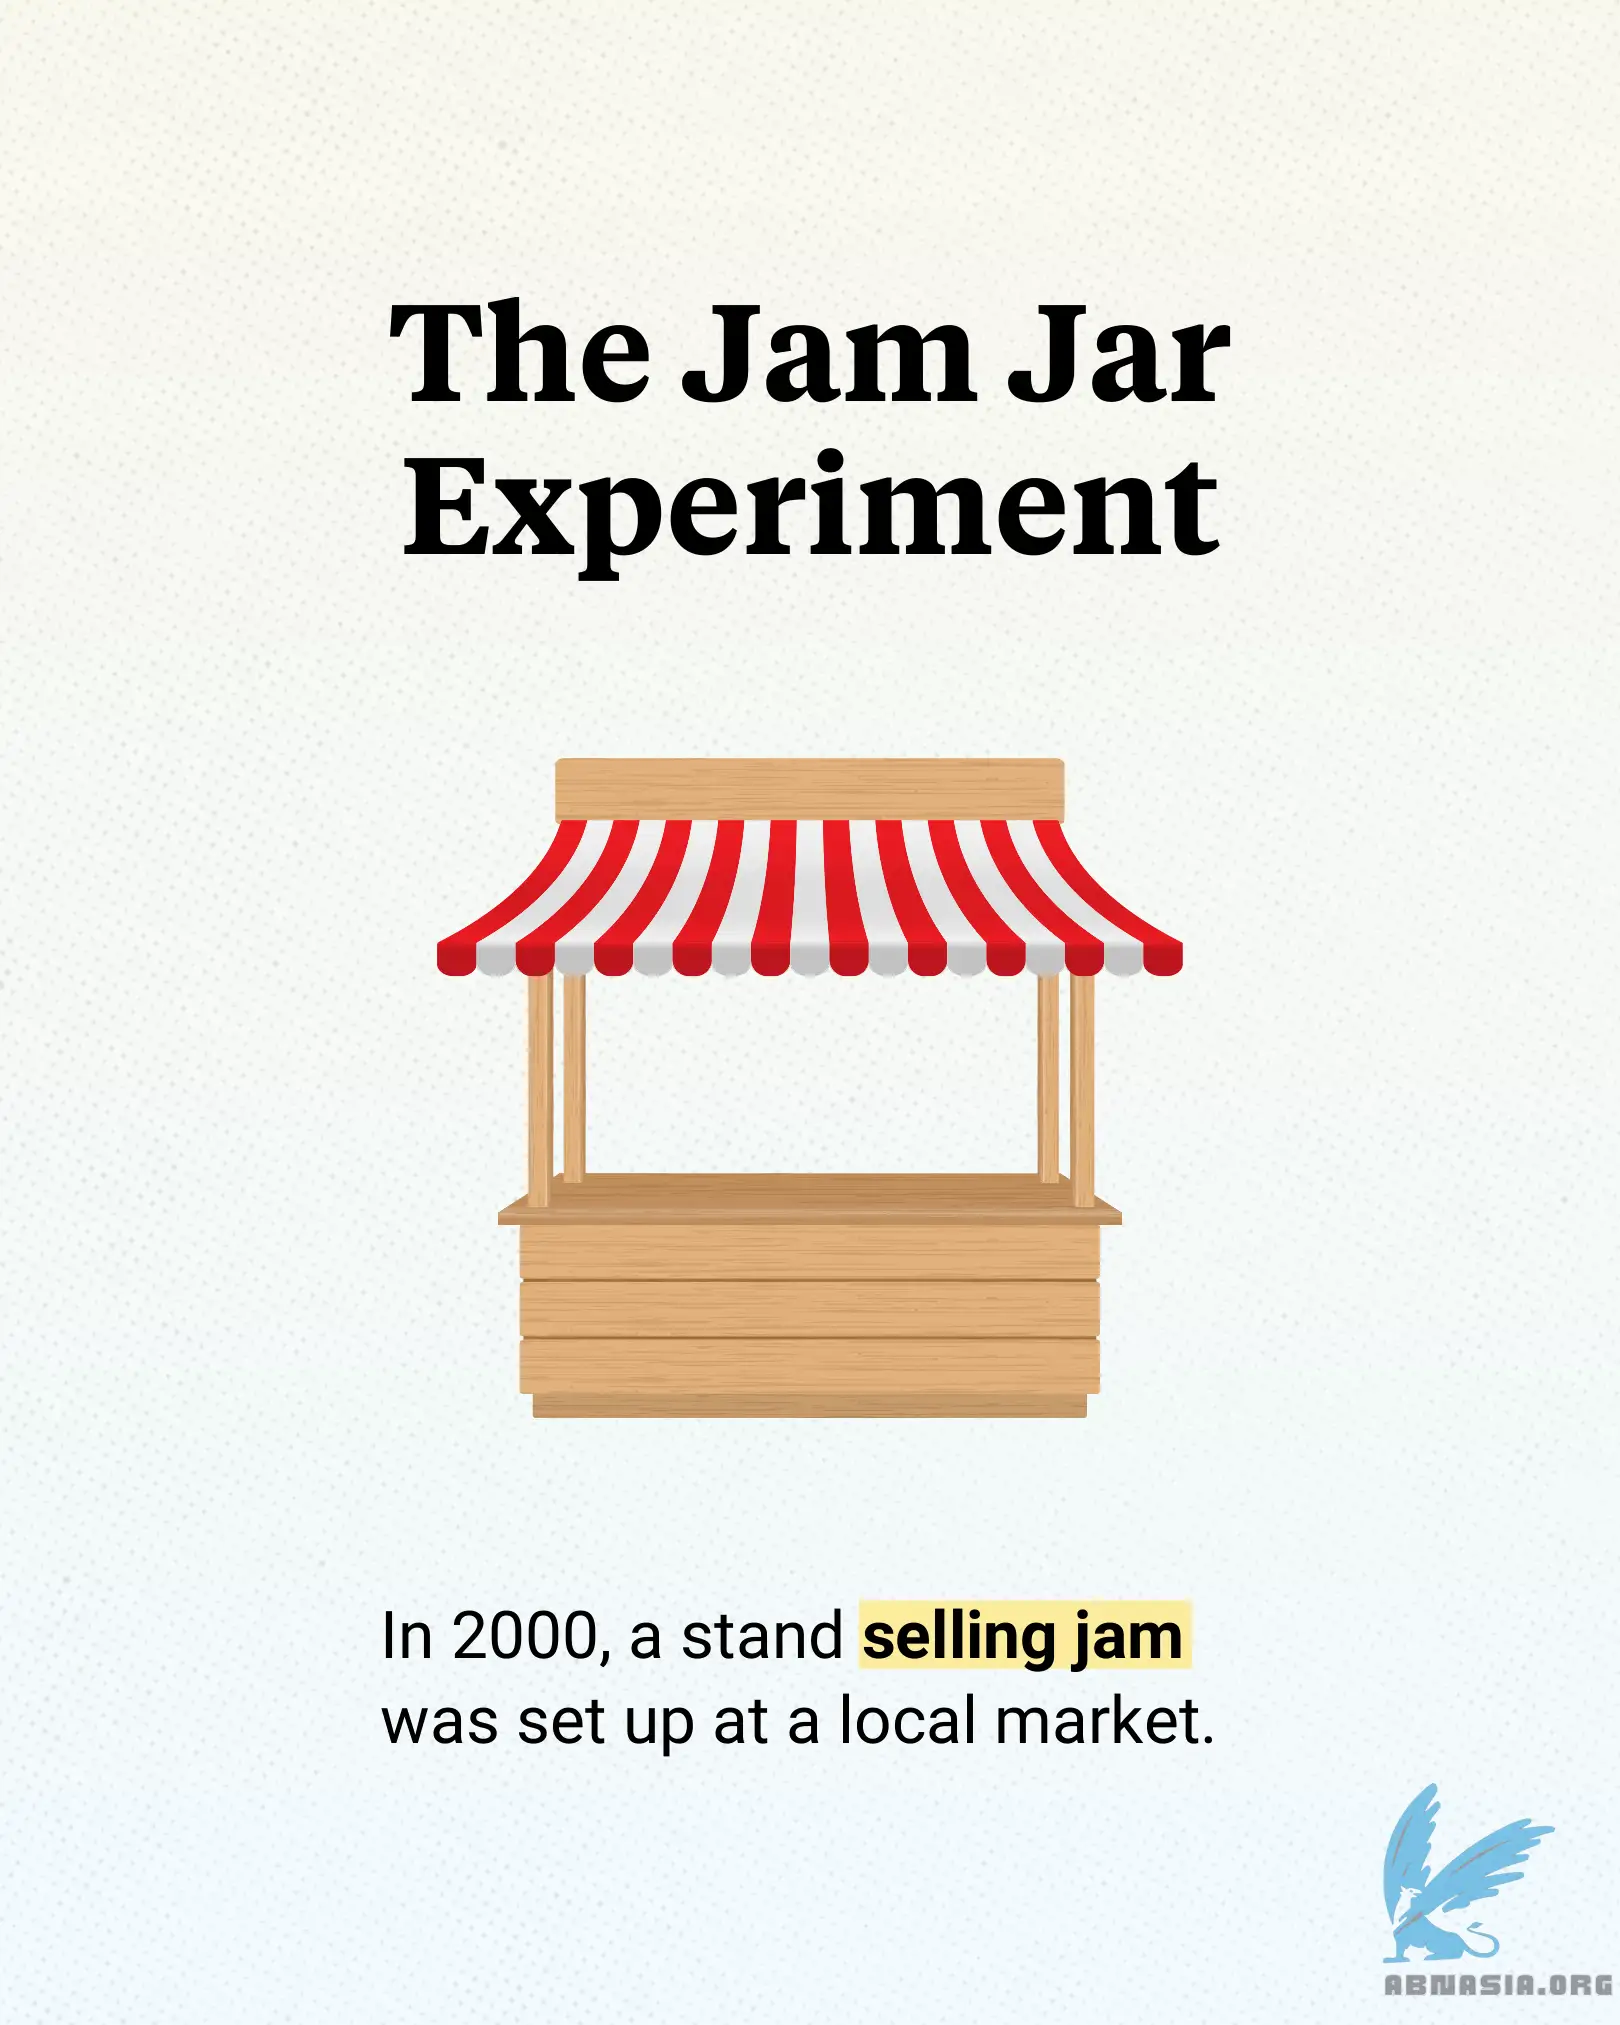 The Jam Jar
Experiment
In 2000, a stand selling jam
was set up at a local market.
ABNASIA.ORG